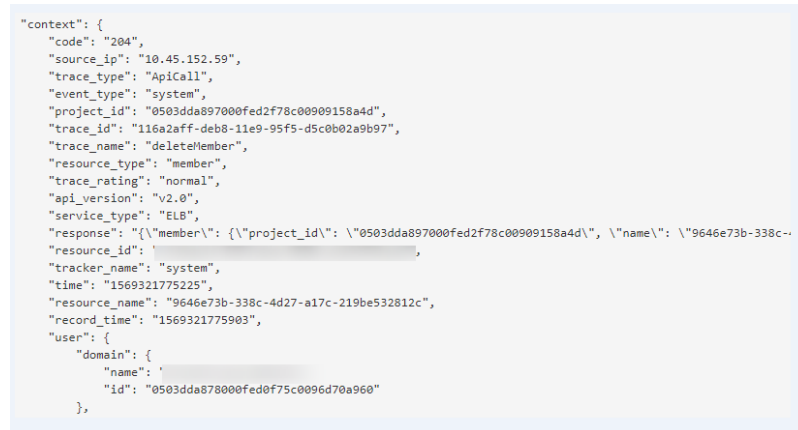 "context": {
"code": "204",
"source_ip": "10.45.152.59",
"trace_type": "ApiCall",
"event_type": "system",
"project_id": "0503dda897000fed2f78c00909158a4d",
"trace_id": "116a2aff-deb8-11e9-95f5-d5c0b02a9b97",
"trace_name": "deleteMember",
"resource_type": "member",
"trace_rating": "normal",
"api_version": "v2.0",
"service_type": "ELB",
"response": "{\"member\": {\"project_id\": \"0503dda897000fed2f78c00909158a4d\", \"name\": \"9646e73b-338c-
"resource_id": ",
"tracker_name": "system",
"time": "1569321775225",
"resource_name": "9646e73b-338c-4d27-a17c-219be532812c",
"record_time": "1569321775903",
"user": {
"domain": {
"name":
"id": "0503dda878000fed0f75c0096d70a960"
},